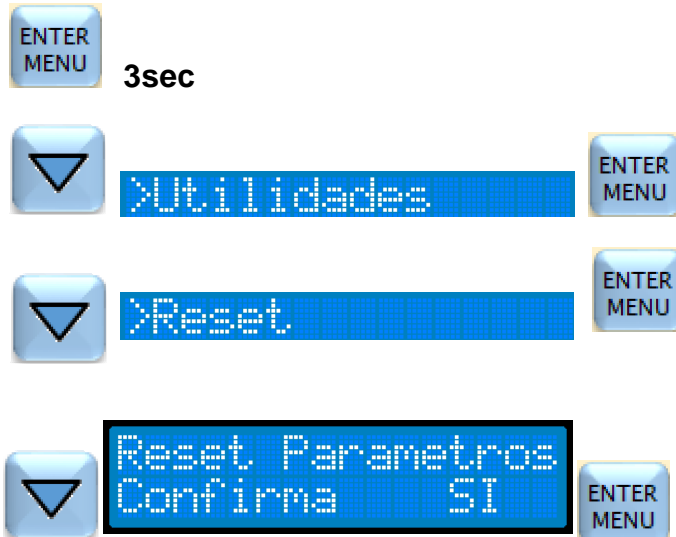 ENTER
MENU
3sec
>Utilidades
ENTER
MENU
>Reset
ENTER
MENU
Reset Parametros
Confirma SI
ENTER
MENU